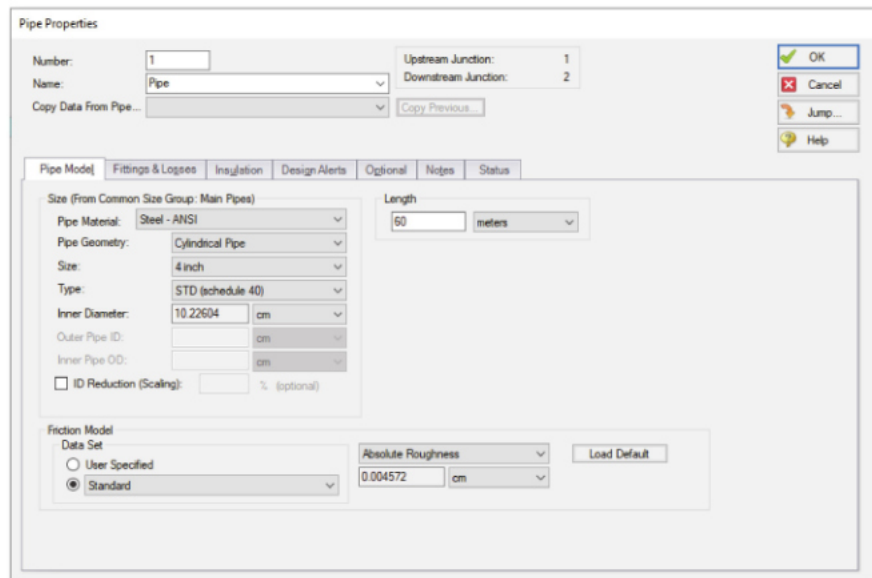 Pipe Properties
Number: 1
Name: Pipe
Copy Data From Pipe... Copy Previous...
Upstream Junction: 1
Downstream Junction: 2
OK
Cancel
Jump...
Help
Pipe Model Fittings & Losses Insulation Design Alerts Optional Notes Status
Size (From Common Size Group: Main Pipes)
Pipe Material: Steel - ANSI
Pipe Geometry: Cylindrical Pipe
Size: 4 inch
Type: STD (schedule 40)
Inner Diameter: 10.22604 cm
Outer Pipe ID: cm
Inner Pipe OD: cm
ID Reduction (Scaling): % (optional)
Length
60 meters
Friction Model
Data Set
User Specified
Standard
Absolute Roughness
0.004572 cm
Load Default